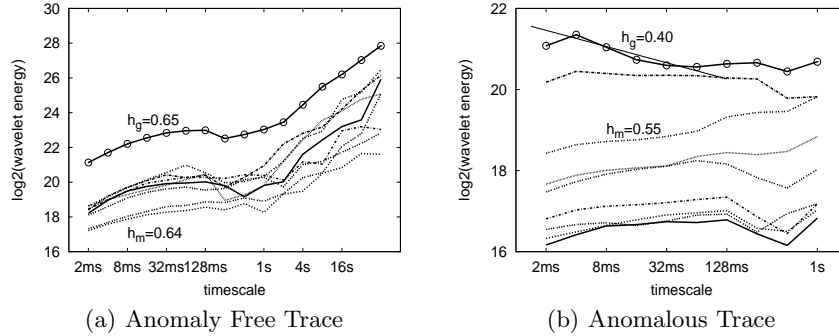 30
28
26
24
22
20
18
16
log2(wavelet energy)
h_g=0.65
h_m=0.64
2ms 8ms 32ms 128ms 1s 4s 16s
timescale
(a) Anomaly Free Trace
22
20
18
16
log2(wavelet energy)
h_g=0.40
h_m=0.55
2ms 8ms 32ms 128ms 1s
timescale
(b) Anomalous Trace